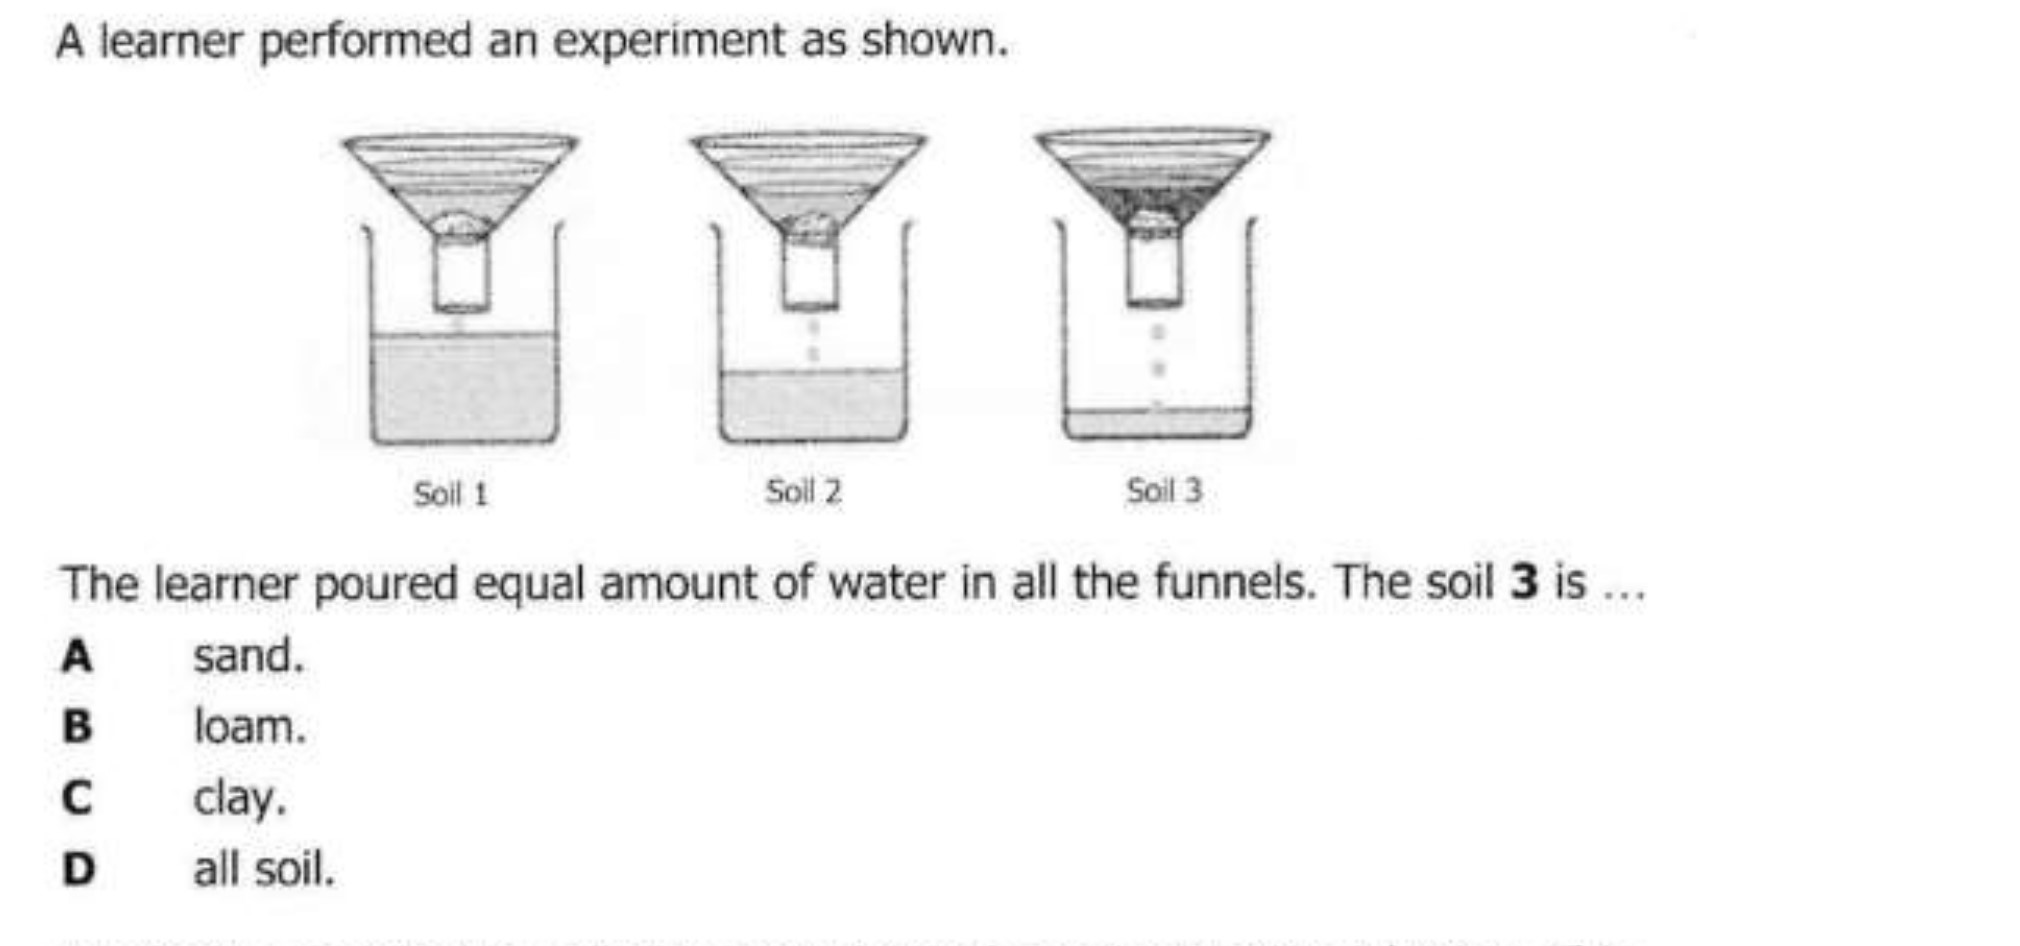 A learner performed an experiment as shown.
Soil 1
Soil 2
Soil 3
The learner poured equal amount of water in all the funnels. The soil 3 is ...
A sand.
B loam.
C clay.
D all soil.